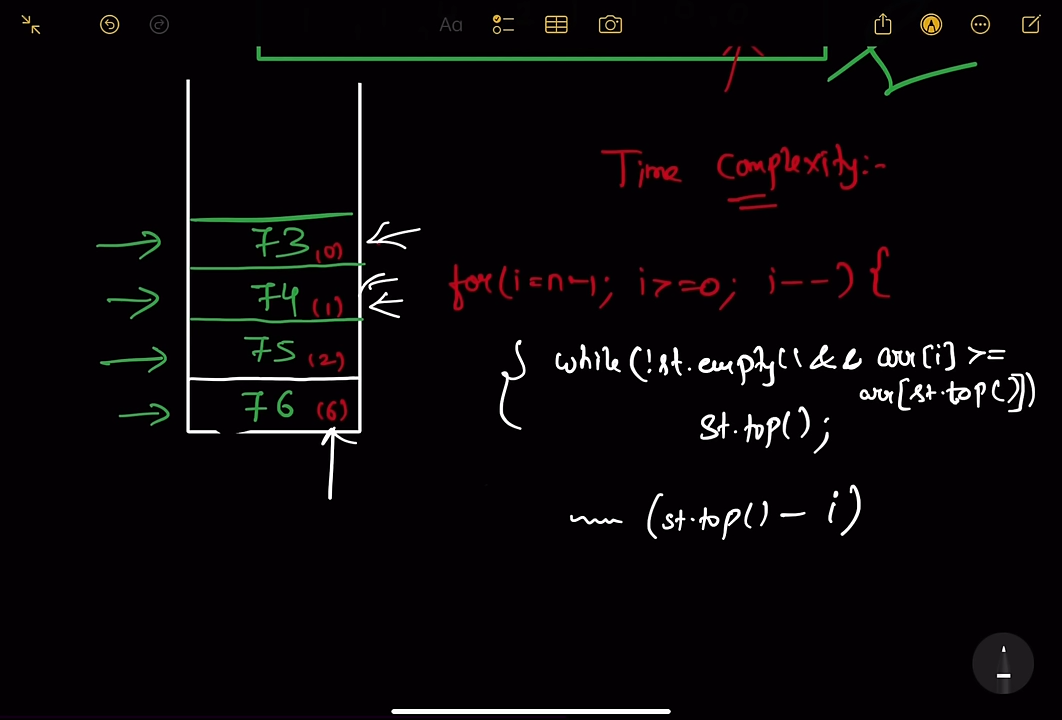 Aa
Time Complexity:-
73 (0)
74 (1)
75 (2)
76 (6)
for(i=n-1; i>=0; i--){
while(!st.empty() && arr[i]>=
arr[st.top()])
st.top();
(st.top() - i)